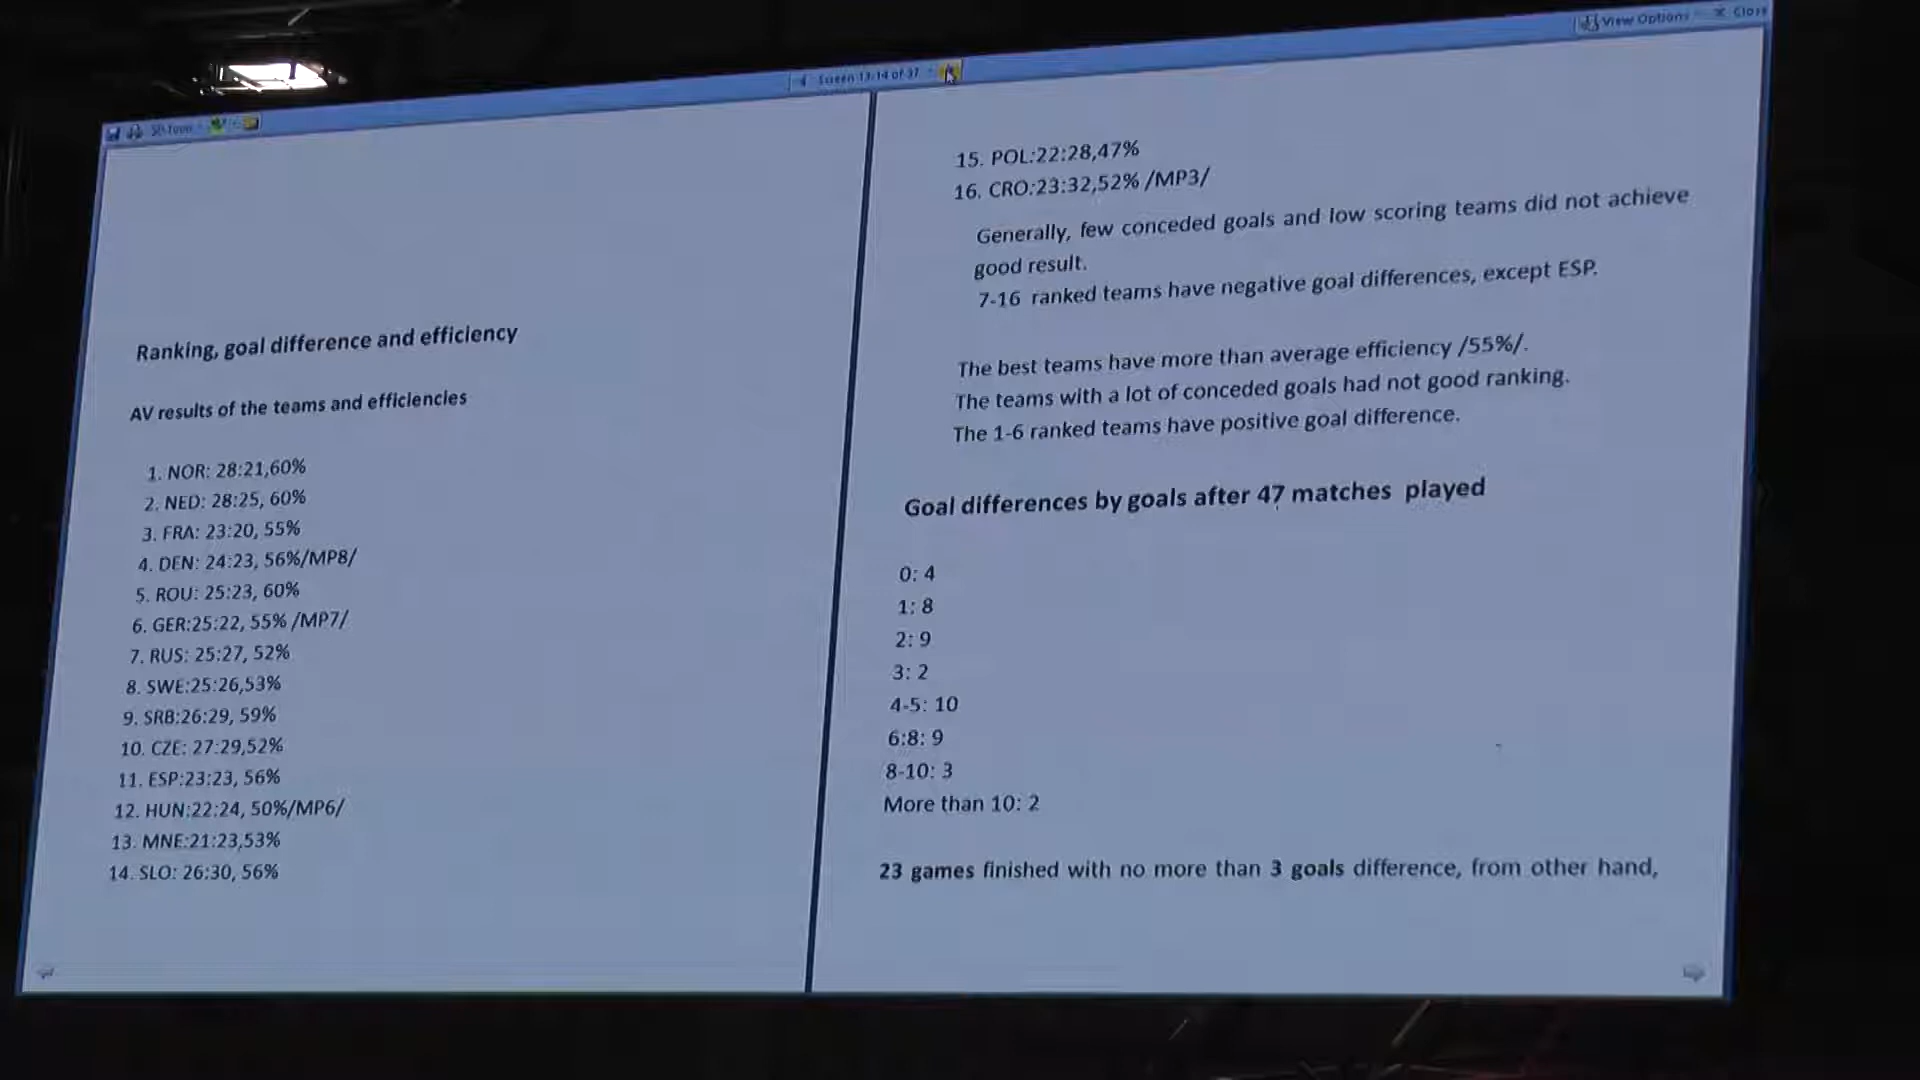 View Options
Close
Screen 13-14 of 37
Ranking, goal difference and efficiency
AV results of the teams and efficiencies
1. NOR: 28:21,60%
2. NED: 28:25, 60%
3. FRA: 23:20, 55%
4. DEN: 24:23, 56%/MP8/
5. ROU: 25:23, 60%
6. GER:25:22, 55% /MP7/
7. RUS: 25:27, 52%
8. SWE:25:26,53%
9. SRB:26:29, 59%
10. CZE: 27:29,52%
11. ESP:23:23, 56%
12. HUN:22:24, 50%/MP6/
13. MNE:21:23,53%
14. SLO: 26:30, 56%
15. POL:22:28,47%
16. CRO:23:32,52% /MP3/
Generally, few conceded goals and low scoring teams did not achieve
good result.
7-16 ranked teams have negative goal differences, except ESP.
The best teams have more than average efficiency /55%/.
The teams with a lot of conceded goals had not good ranking.
The 1-6 ranked teams have positive goal difference.
Goal differences by goals after 47 matches played
0: 4
1: 8
2: 9
3: 2
4-5: 10
6:8: 9
8-10: 3
More than 10: 2
23 games finished with no more than 3 goals difference, from other hand,